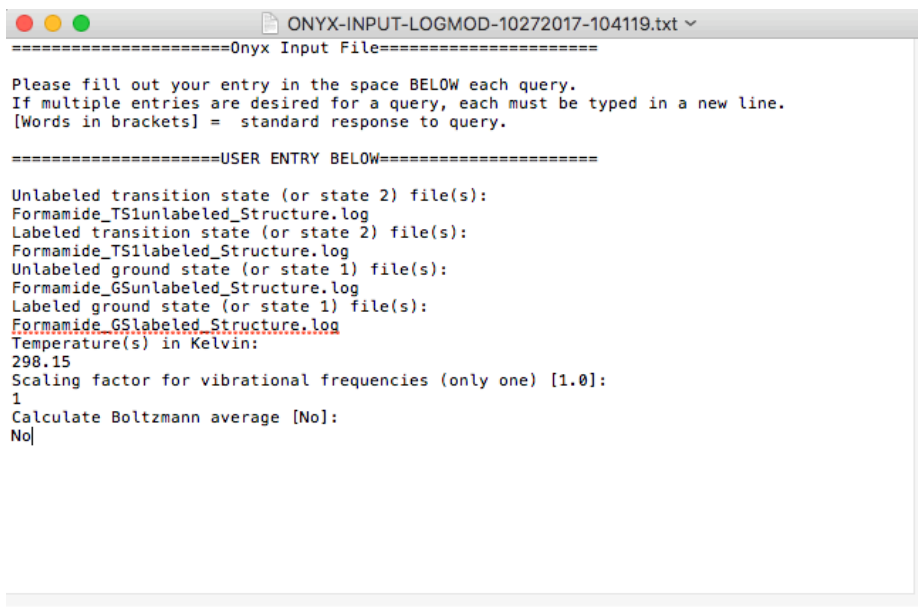 ONYX-INPUT-LOGMOD-10272017-104119.txt
======================Onyx Input File======================
Please fill out your entry in the space BELOW each query.
If multiple entries are desired for a query, each must be typed in a new line.
[Words in brackets] =  standard response to query.
=====================USER ENTRY BELOW======================
Unlabeled transition state (or state 2) file(s):
Formamide_TS1unlabeled_Structure.log
Labeled transition state (or state 2) file(s):
Formamide_TS1labeled_Structure.log
Unlabeled ground state (or state 1) file(s):
Formamide_GSunlabeled_Structure.log
Labeled ground state (or state 1) file(s):
Formamide_GSlabeled_Structure.log
Temperature(s) in Kelvin:
298.15
Scaling factor for vibrational frequencies (only one) [1.0]:
1
Calculate Boltzmann average [No]:
No